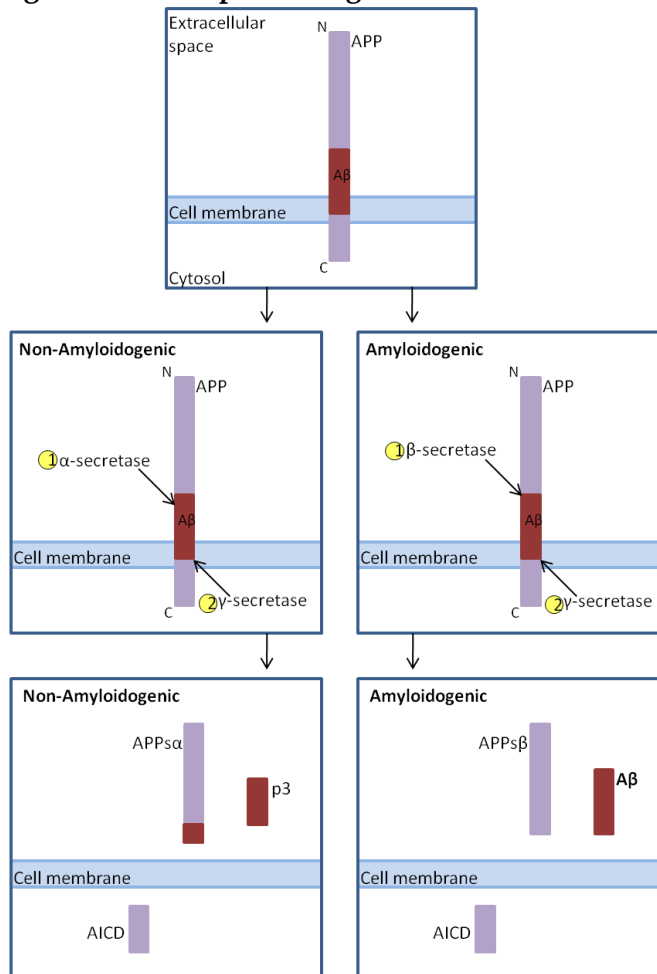 Extracellular
space
N
APP
Aβ
Cell membrane
Cytosol
C
Non-Amyloidogenic
N
APP
1 α-secretase
Aβ
Cell membrane
C
2 γ-secretase
Amyloidogenic
N
APP
1 β-secretase
Aβ
Cell membrane
C
2 γ-secretase
Non-Amyloidogenic
APPsα
p3
Cell membrane
AICD
Amyloidogenic
APPsβ
Aβ
Cell membrane
AICD